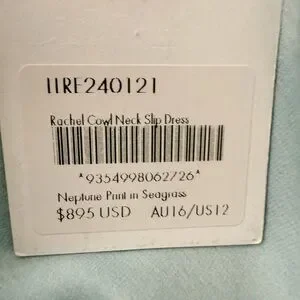 11RE240121
Rachel Cowl Neck Slip Dress
*9354998062726*
Neptune Print in Seagrass
$895 USD AU16/US12